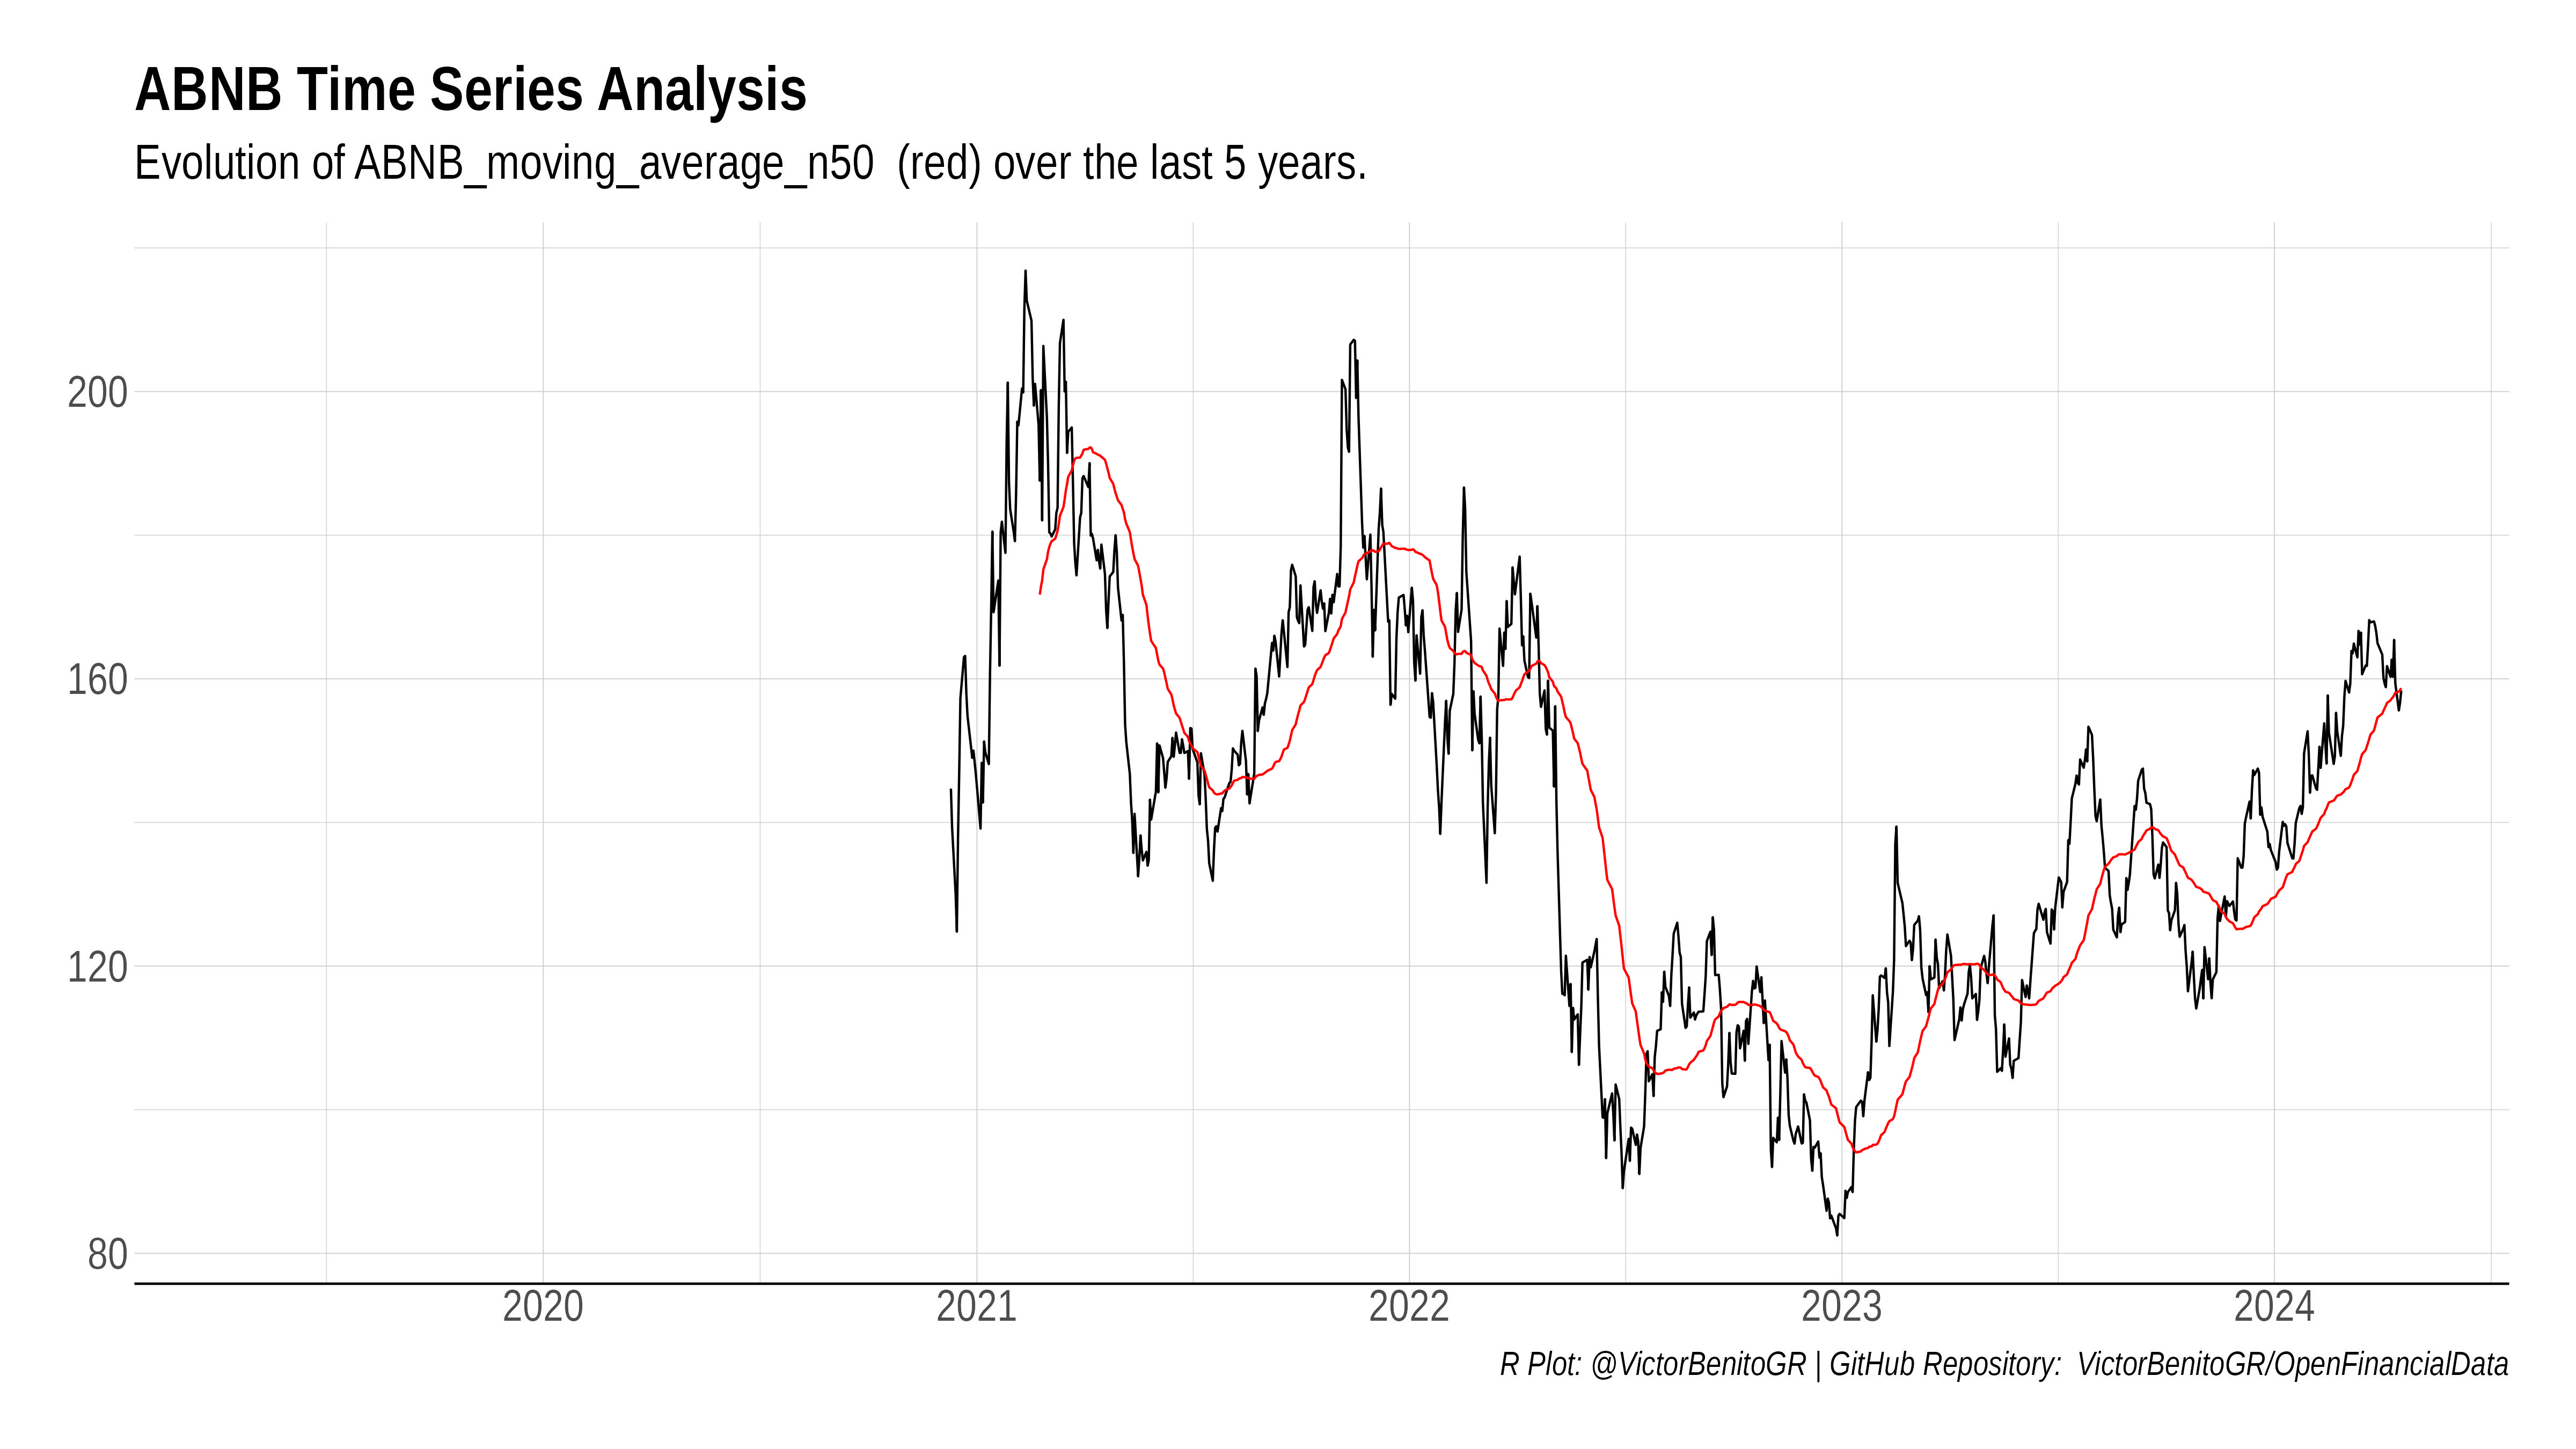 ABNB Time Series Analysis
Evolution of ABNB_moving_average_n50  (red) over the last 5 years.
200
160
120
80
2020 2021 2022 2023 2024
R Plot: @VictorBenitoGR | GitHub Repository:  VictorBenitoGR/OpenFinancialData